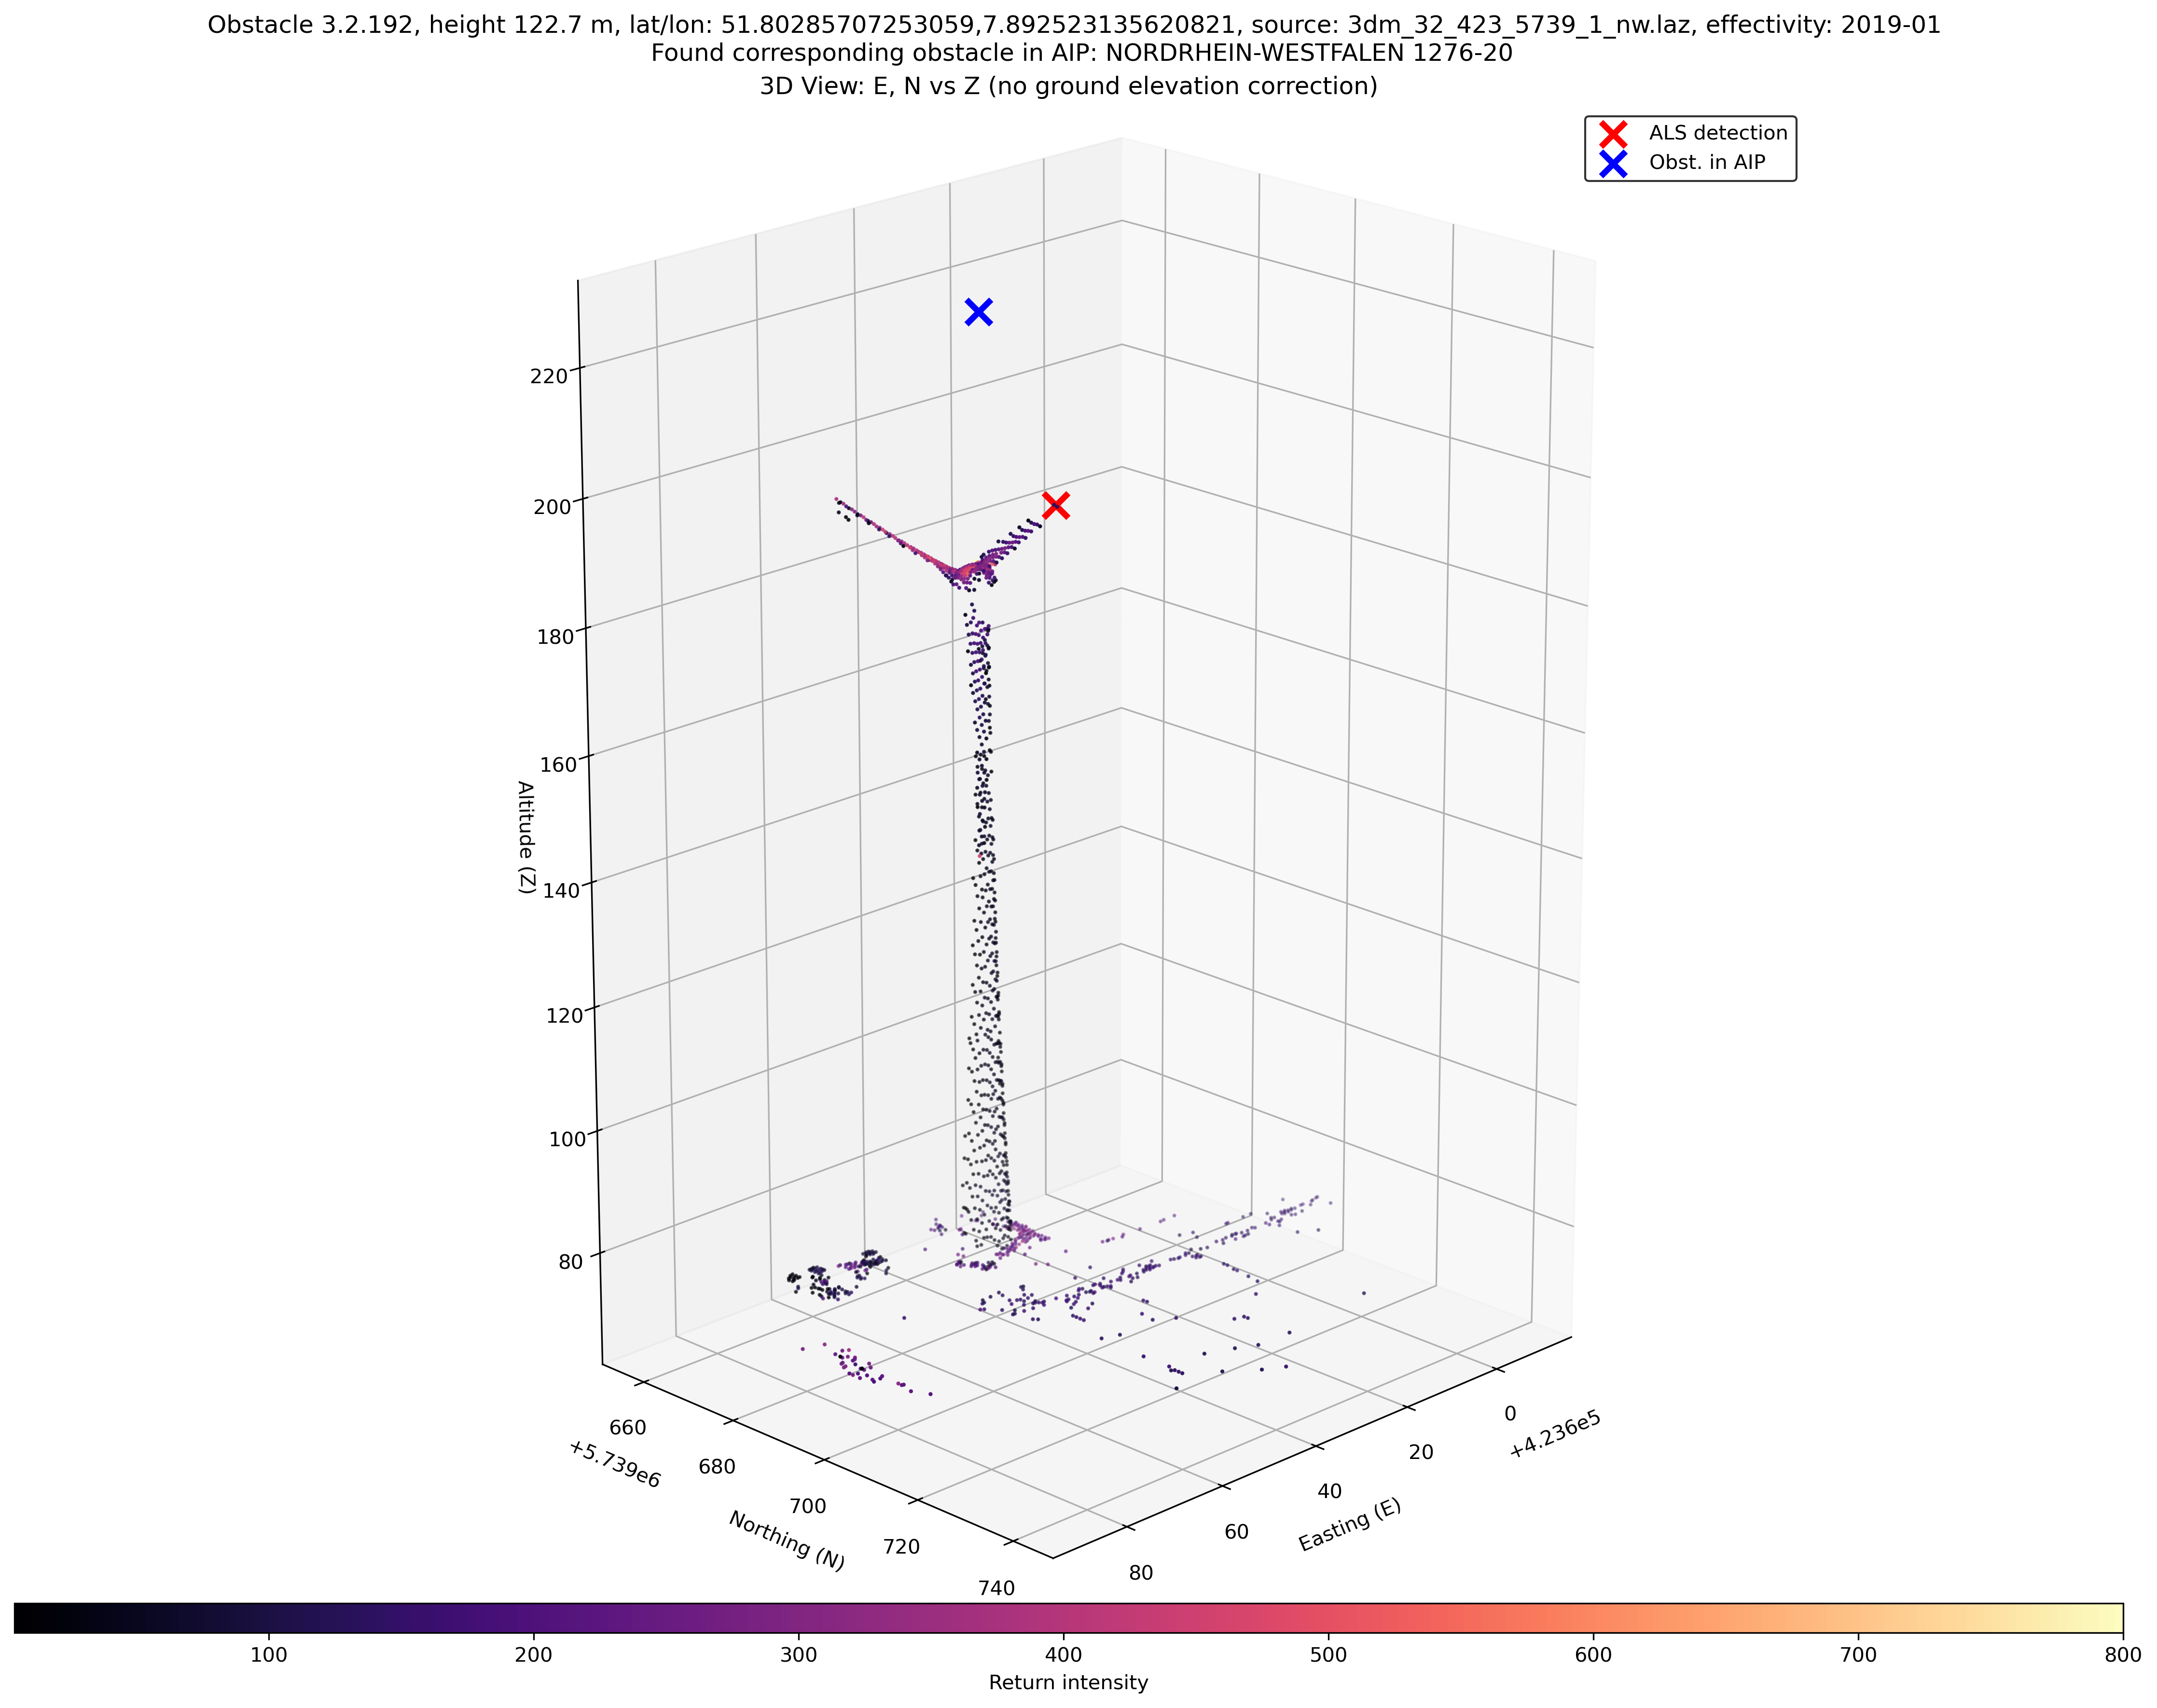 Obstacle 3.2.192, height 122.7 m, lat/lon: 51.80285707253059,7.892523135620821, source: 3dm_32_423_5739_1_nw.laz, effectivity: 2019-01
Found corresponding obstacle in AIP: NORDRHEIN-WESTFALEN 1276-20
3D View: E, N vs Z (no ground elevation correction)
ALS detection
Obst. in AIP
220
200
180
160
140
120
100
80
Altitude (Z)
660
680
700
720
740
+5.739e6
Northing (N)
0
20
40
60
80
+4.236e5
Easting (E)
100
200
300
400
500
600
700
800
Return intensity